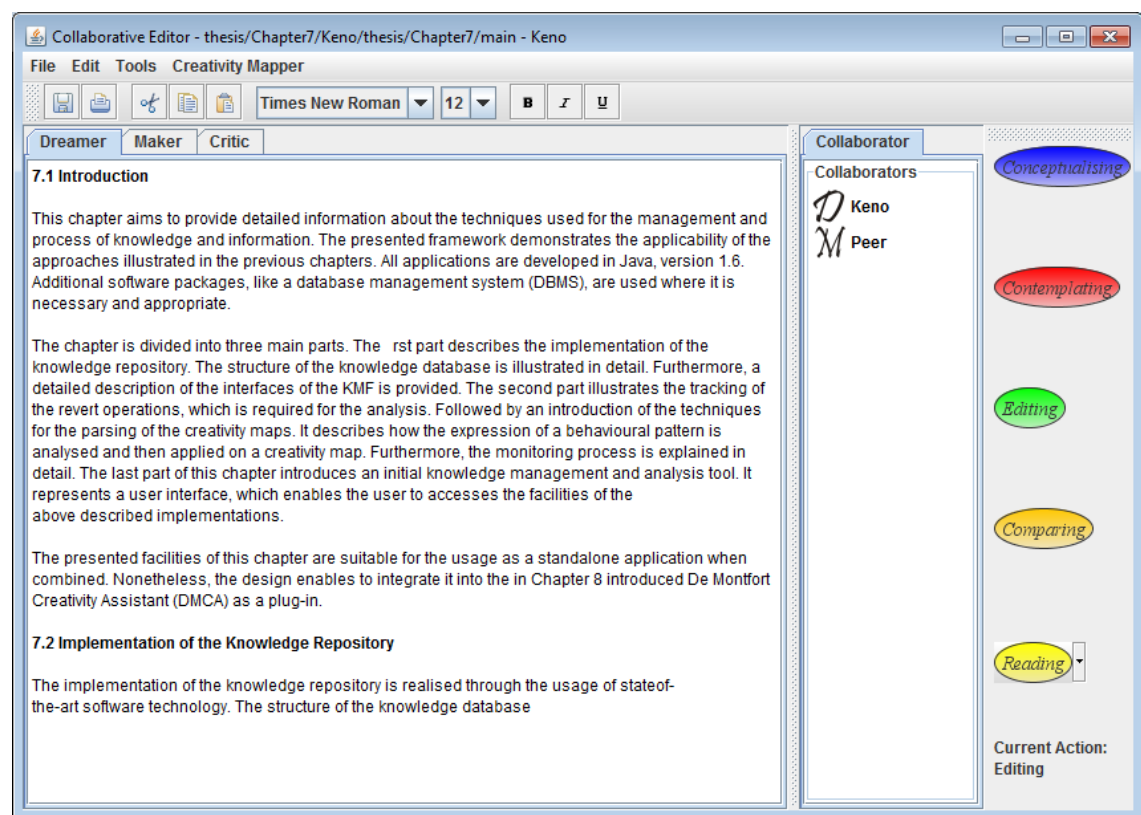 Collaborative Editor - thesis/Chapter7/Keno/thesis/Chapter7/main - Keno
File Edit Tools Creativity Mapper
Times New Roman 12 B I U
Dreamer Maker Critic
7.1 Introduction
This chapter aims to provide detailed information about the techniques used for the management and
process of knowledge and information. The presented framework demonstrates the applicability of the
approaches illustrated in the previous chapters. All applications are developed in Java, version 1.6.
Additional software packages, like a database management system (DBMS), are used where it is
necessary and appropriate.
The chapter is divided into three main parts. The rst part describes the implementation of the
knowledge repository. The structure of the knowledge database is illustrated in detail. Furthermore, a
detailed description of the interfaces of the KMF is provided. The second part illustrates the tracking of
the revert operations, which is required for the analysis. Followed by an introduction of the techniques
for the parsing of the creativity maps. It describes how the expression of a behavioural pattern is
analysed and then applied on a creativity map. Furthermore, the monitoring process is explained in
detail. The last part of this chapter introduces an initial knowledge management and analysis tool. It
represents a user interface, which enables the user to accesses the facilities of the
above described implementations.
The presented facilities of this chapter are suitable for the usage as a standalone application when
combined. Nonetheless, the design enables to integrate it into the in Chapter 8 introduced De Montfort
Creativity Assistant (DMCA) as a plug-in.
7.2 Implementation of the Knowledge Repository
The implementation of the knowledge repository is realised through the usage of stateof-
the-art software technology. The structure of the knowledge database
Collaborator
Collaborators
D Keno
M Peer
Conceptualising
Contemplating
Editing
Comparing
Reading
Current Action:
Editing